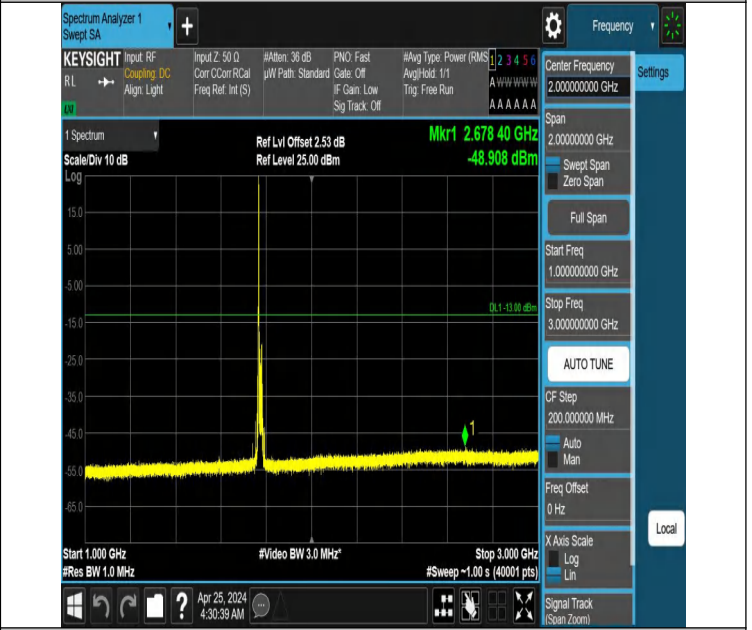 Spectrum Analyzer 1
Swept SA
Frequency
KEYSIGHT
RL
Input: RF
Coupling: DC
Align: Light
Input Z: 50 Ω
Corr CCorr RCal
Freq Ref: Int (S)
#Atten: 36 dB
µW Path: Standard
PNO: Fast
Gate: Off
IF Gain: Low
Sig Track: Off
#Avg Type: Power (RMS
Avg|Hold: 1/1
Trig: Free Run
1 2 3 4 5 6
A W W W W W
A A A A A A
1 Spectrum
Scale/Div 10 dB
Log
Ref Lvl Offset 2.53 dB
Ref Level 25.00 dBm
Mkr1 2.678 40 GHz
-48.908 dBm
15.0
5.00
-5.00
-15.0
-25.0
-35.0
-45.0
-55.0
-65.0
DL1 -13.00 dBm
1
Start 1.000 GHz
#Res BW 1.0 MHz
#Video BW 3.0 MHz*
Stop 3.000 GHz
#Sweep ~1.00 s (40001 pts)
Apr 25, 2024
4:30:39 AM
Center Frequency
2.000000000 GHz
Span
2.00000000 GHz
Swept Span
Zero Span
Full Span
Start Freq
1.000000000 GHz
Stop Freq
3.000000000 GHz
AUTO TUNE
CF Step
200.000000 MHz
Auto
Man
Freq Offset
0 Hz
X Axis Scale
Log
Lin
Signal Track
(Span Zoom)
Settings
Local